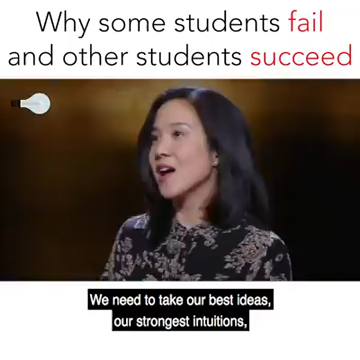 Why some students fail
and other students succeed
We need to take our best ideas,
our strongest intuitions,